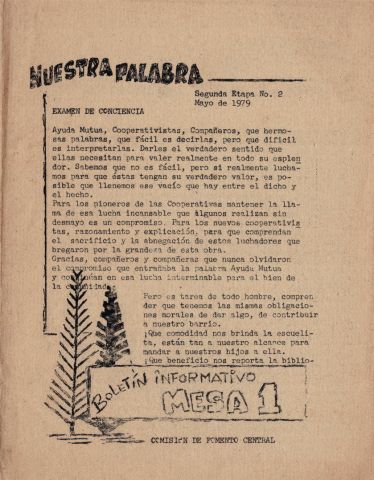 NUESTRA PALABRA
Segunda Etapa No. 2
Mayo de 1979
EXAMEN DE CONCIENCIA
Ayuda Mutua, Cooperativistas, Compañeros, que hermo-
sas palabras, que fácil es decirlas, pero que difícil
es interpretarlas. Darles el verdadero sentido que
ellas necesitan para valer realmente en todo su esplen
dor. Sabemos que no es fácil, pero si realmente lucha-
mos para que éstas tengan su verdadero valor, es po-
sible que llenemos ese vacío que hay entre el dicho y
el hecho.
Para los pioneros de las Cooperativas mantener la lla-
ma de esa lucha incansable que algunos realizan sin
desmayo es un compromiso. Para los nuevos cooperativis
tas, razonamiento y explicación, para que comprendan
el sacrificio y la abnegación de estos luchadores que
bregaron por la grandeza de esta obra.
Gracias, compañeros y compañeras que nunca olvidaron
el compromiso que entrañaba la palabra Ayuda Mutua
y continúan en esa lucha interminable para el bien de
la comunidad.
Pero es tarea de todo hombre, compren
der que tenemos las mismas obligacio-
nes morales de dar algo, de contribuir
a nuestro barrio.
¡Que comodidad nos brinda la escueli-
ta, están tan a nuestro alcance para
mandar a nuestros hijos a ella.
¡Que beneficio nos reporta la biblio-
BOLETÍN INFORMATIVO
MESA 1
COMISIÓN DE FOMENTO CENTRAL